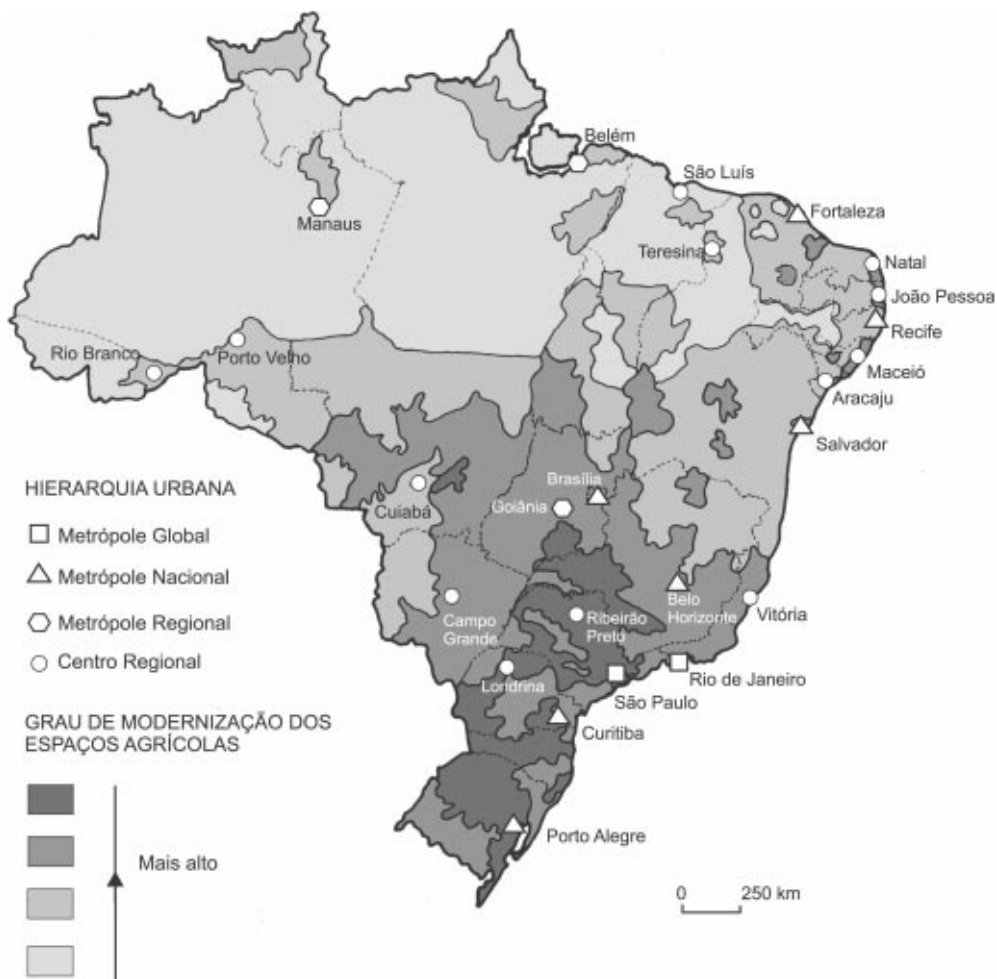 Belém
São Luís
Fortaleza
Manaus
Teresina
Natal
João Pessoa
Recife
Rio Branco
Porto Velho
Maceió
Aracaju
Salvador
HIERARQUIA URBANA
Metrópole Global
Metrópole Nacional
Metrópole Regional
Centro Regional
Cuiabá
Brasília
Goiânia
Campo
Grande
Ribeirão
Preto
Belo
Horizonte
Vitória
Londrina
São Paulo
Rio de Janeiro
Curitiba
Porto Alegre
GRAU DE MODERNIZAÇÃO DOS
ESPAÇOS AGRÍCOLAS
Mais alto
0 250 km